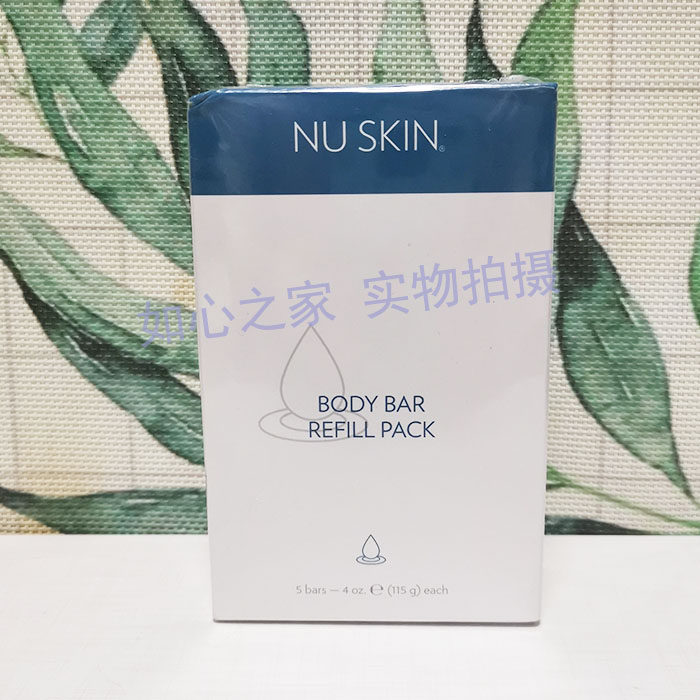 NU SKIN®
如心之家 实物拍摄
BODY BAR
REFILL PACK
5 bars — 4 oz. ℮ (115 g) each